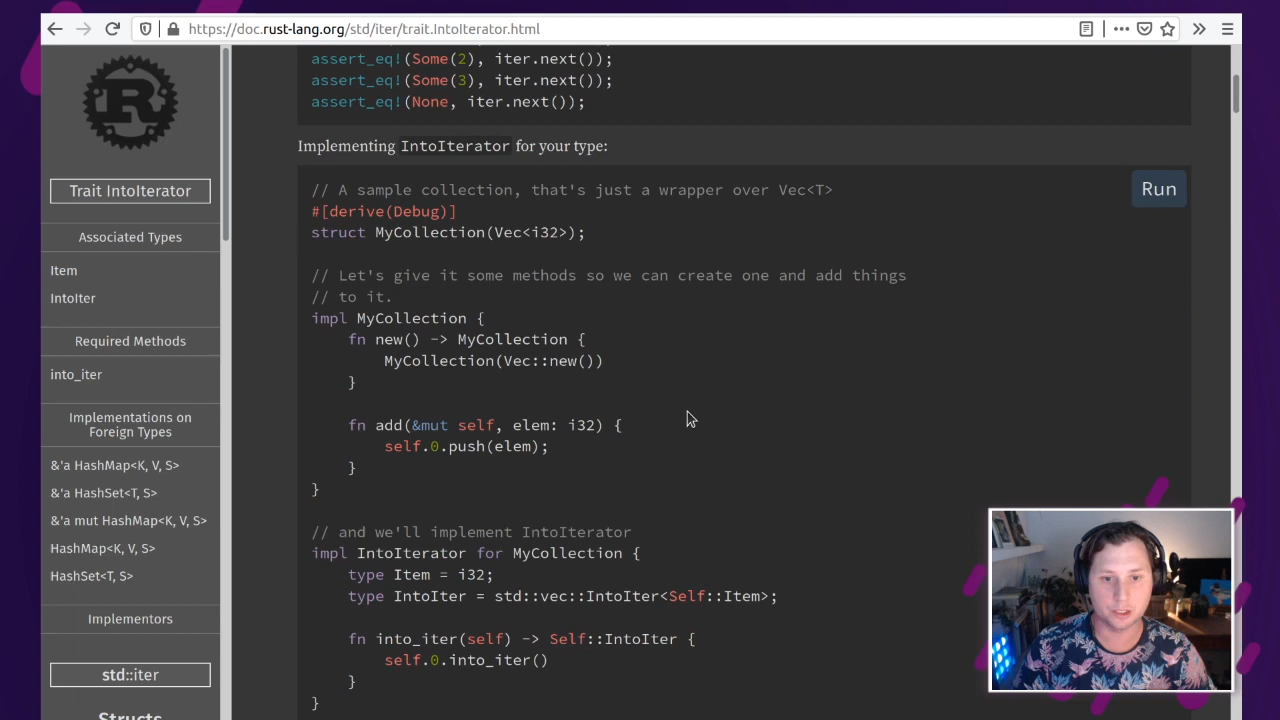 https://doc.rust-lang.org/std/iter/trait.IntoIterator.html
R
Trait IntoIterator
Associated Types
Item
IntoIter
Required Methods
into_iter
Implementations on
Foreign Types
&'a HashMap<K, V, S>
&'a HashSet<T, S>
&'a mut HashMap<K, V, S>
HashMap<K, V, S>
HashSet<T, S>
Implementors
std::iter
Structs
assert_eq!(Some(2), iter.next());
assert_eq!(Some(3), iter.next());
assert_eq!(None, iter.next());
Implementing IntoIterator for your type:
Run
// A sample collection, that's just a wrapper over Vec<T>
#[derive(Debug)]
struct MyCollection(Vec<i32>);
// Let's give it some methods so we can create one and add things
// to it.
impl MyCollection {
    fn new() -> MyCollection {
        MyCollection(Vec::new())
    }
    fn add(&mut self, elem: i32) {
        self.0.push(elem);
    }
}
// and we'll implement IntoIterator
impl IntoIterator for MyCollection {
    type Item = i32;
    type IntoIter = std::vec::IntoIter<Self::Item>;
    fn into_iter(self) -> Self::IntoIter {
        self.0.into_iter()
    }
}